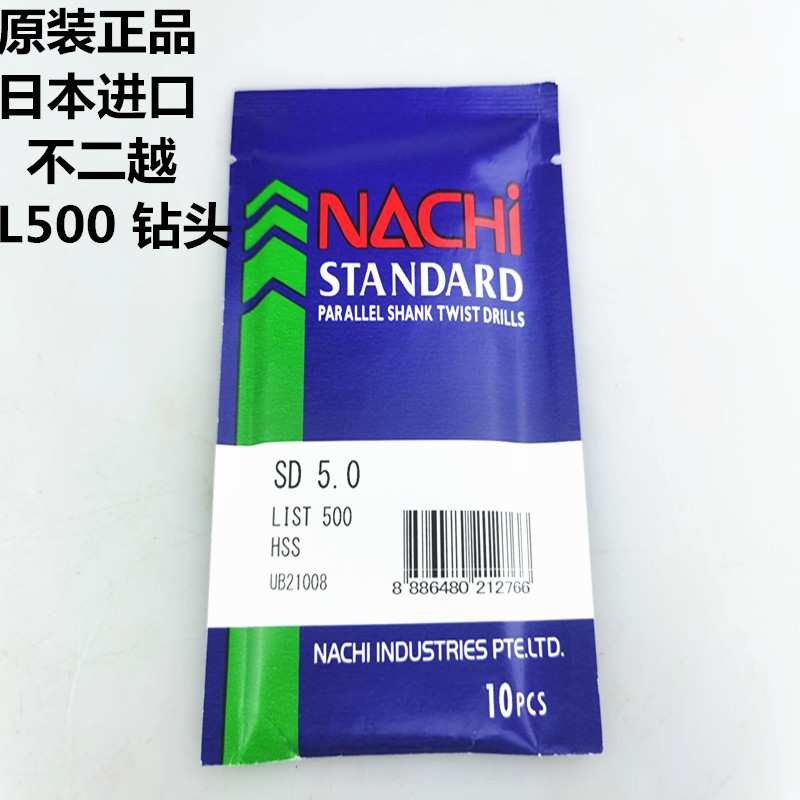 原装正品
日本进口
不二越
L500 钻头
NACHi
STANDARD
PARALLEL SHANK TWIST DRILLS
SD 5.0
LIST 500
HSS
UB21008
8 886480 212766
NACHI INDUSTRIES PTE.LTD.
10PCS